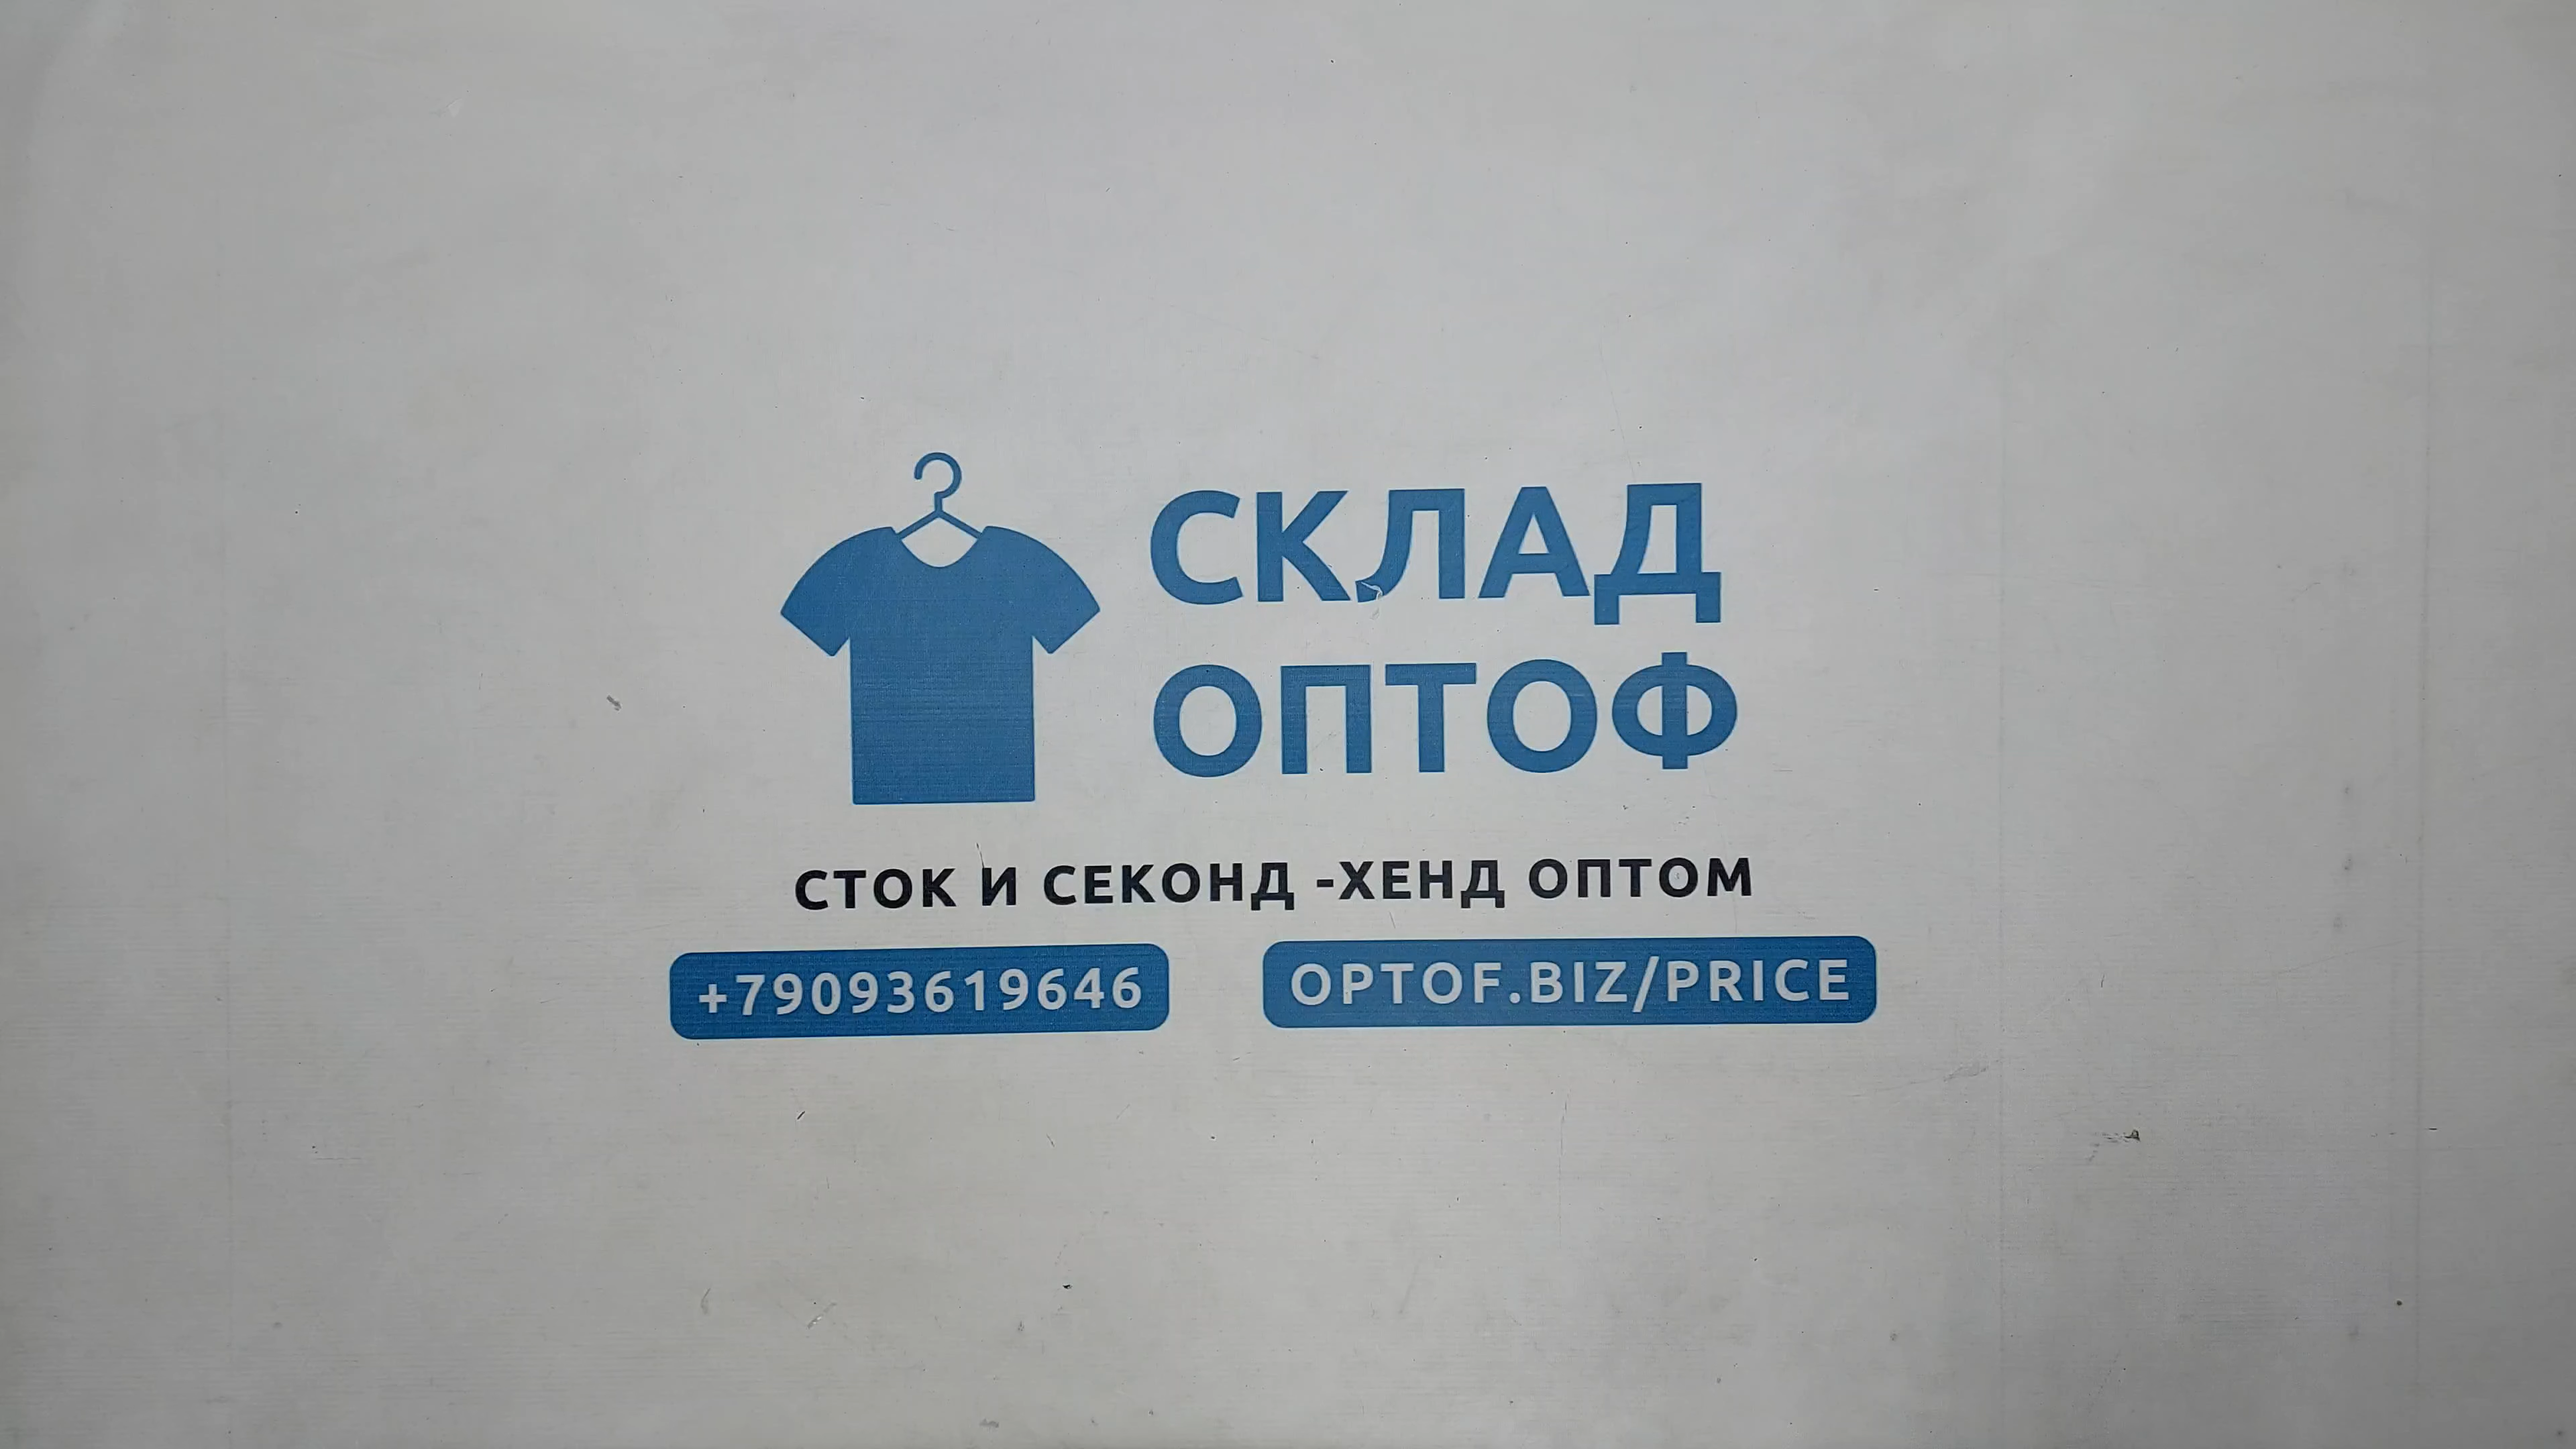 СКЛАД
ОПТОФ
СТОК И СЕКОНД -ХЕНД ОПТОМ
+79093619646
OPTOF.BIZ/PRICE